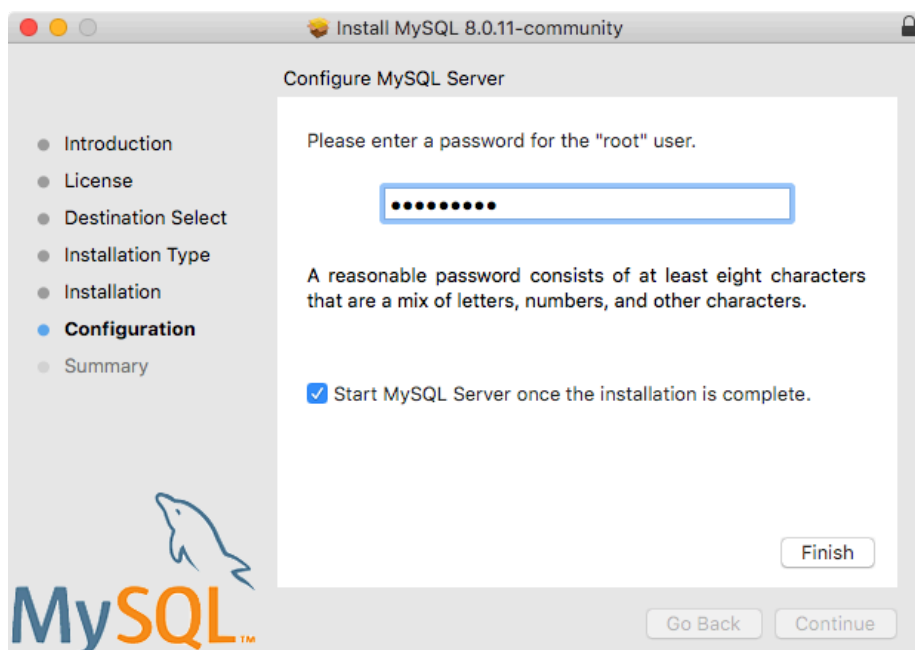 Install MySQL 8.0.11-community
Configure MySQL Server
Introduction
License
Destination Select
Installation Type
Installation
Configuration
Summary
Please enter a password for the "root" user.
•••••••••
A reasonable password consists of at least eight characters
that are a mix of letters, numbers, and other characters.
Start MySQL Server once the installation is complete.
Finish
MySQL™
Go Back
Continue